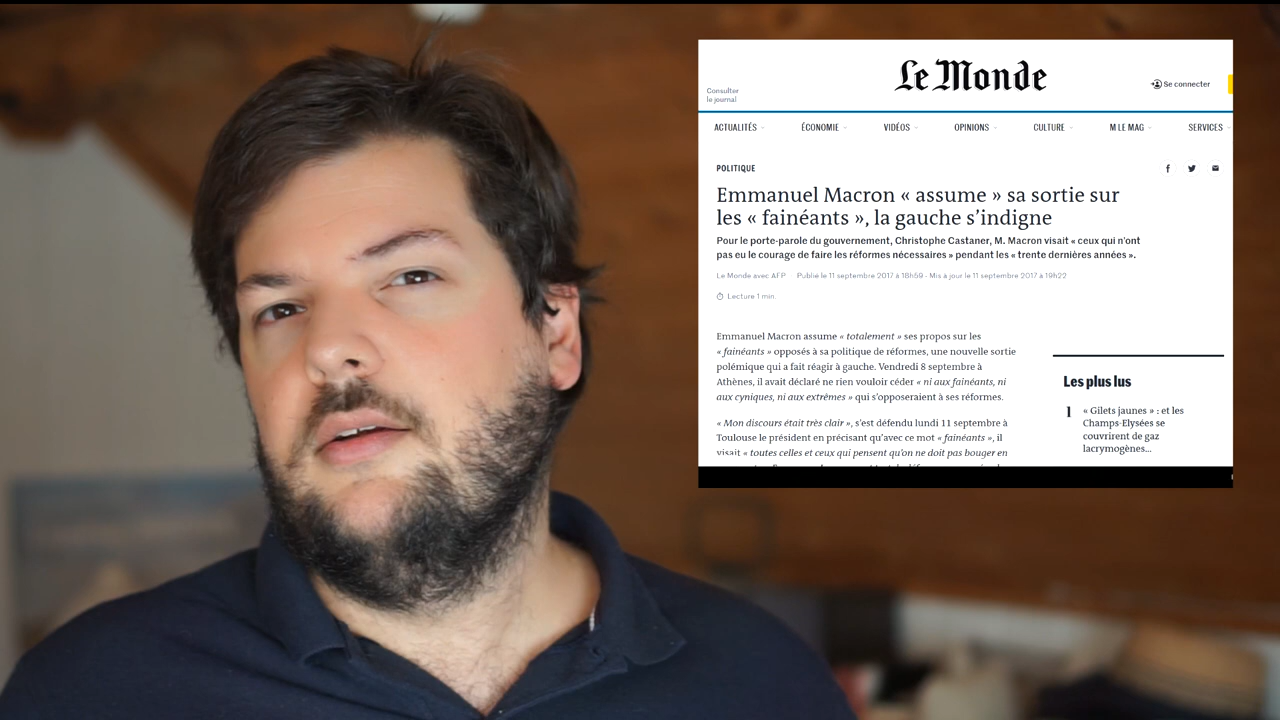 Le Monde
Consulter
le journal
Se connecter
ACTUALITÉS
ÉCONOMIE
VIDÉOS
OPINIONS
CULTURE
M LE MAG
SERVICES
POLITIQUE
Emmanuel Macron « assume » sa sortie sur
les « fainéants », la gauche s’indigne
Pour le porte-parole du gouvernement, Christophe Castaner, M. Macron visait « ceux qui n’ont
pas eu le courage de faire les réformes nécessaires » pendant les « trente dernières années ».
Le Monde avec AFP Publié le 11 septembre 2017 à 18h59 - Mis à jour le 11 septembre 2017 à 19h22
Lecture 1 min.
Emmanuel Macron assume « totalement » ses propos sur les
« fainéants » opposés à sa politique de réformes, une nouvelle sortie
polémique qui a fait réagir à gauche. Vendredi 8 septembre à
Athènes, il avait déclaré ne rien vouloir céder « ni aux fainéants, ni
aux cyniques, ni aux extrêmes » qui s’opposeraient à ses réformes.
« Mon discours était très clair », s’est défendu lundi 11 septembre à
Toulouse le président en précisant qu’avec ce mot « fainéants », il
visait « toutes celles et ceux qui pensent qu’on ne doit pas bouger en
Les plus lus
1 « Gilets jaunes » : et les
Champs-Elysées se
couvrirent de gaz
lacrymogènes...